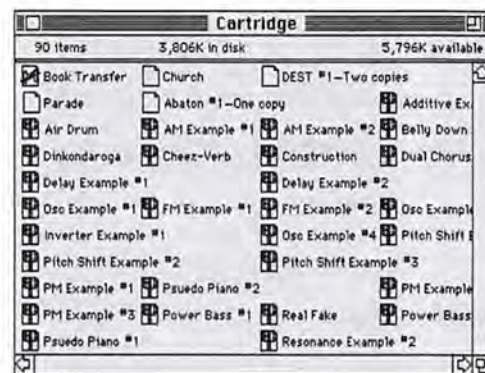 Cartridge
90 items 3,806K in disk 5,796K available
Book Transfer Church DEST #1–Two copies
Parade Abaton #1–One copy Additive Ex
Air Drum AM Example #1 AM Example #2 Belly Down
Dinkondaroga Cheez-Verb Construction Dual Chorus
Delay Example #1 Delay Example #2
Osc Example #1 FM Example #1 FM Example #2 Osc Example
Inverter Example #1 Osc Example #4 Pitch Shift E
Pitch Shift Example #2 Pitch Shift Example #3
PM Example #1 Psuedo Piano #2 PM Example
PM Example #3 Power Bass #1 Real Fake Power Bass
Psuedo Piano #1 Resonance Example #2